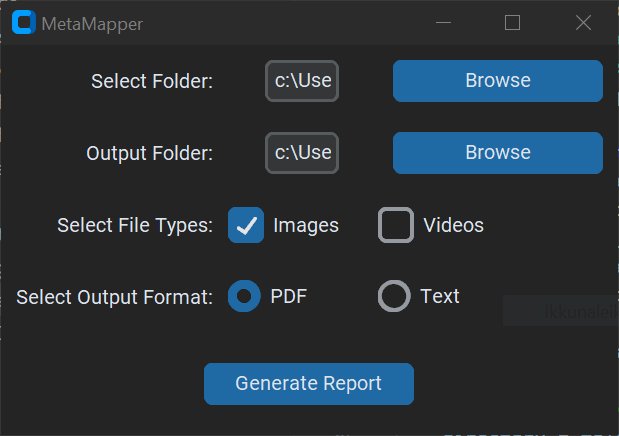 MetaMapper
Select Folder: c:\Use Browse
Output Folder: c:\Use Browse
Select File Types: Images Videos
Select Output Format: PDF Text
Generate Report